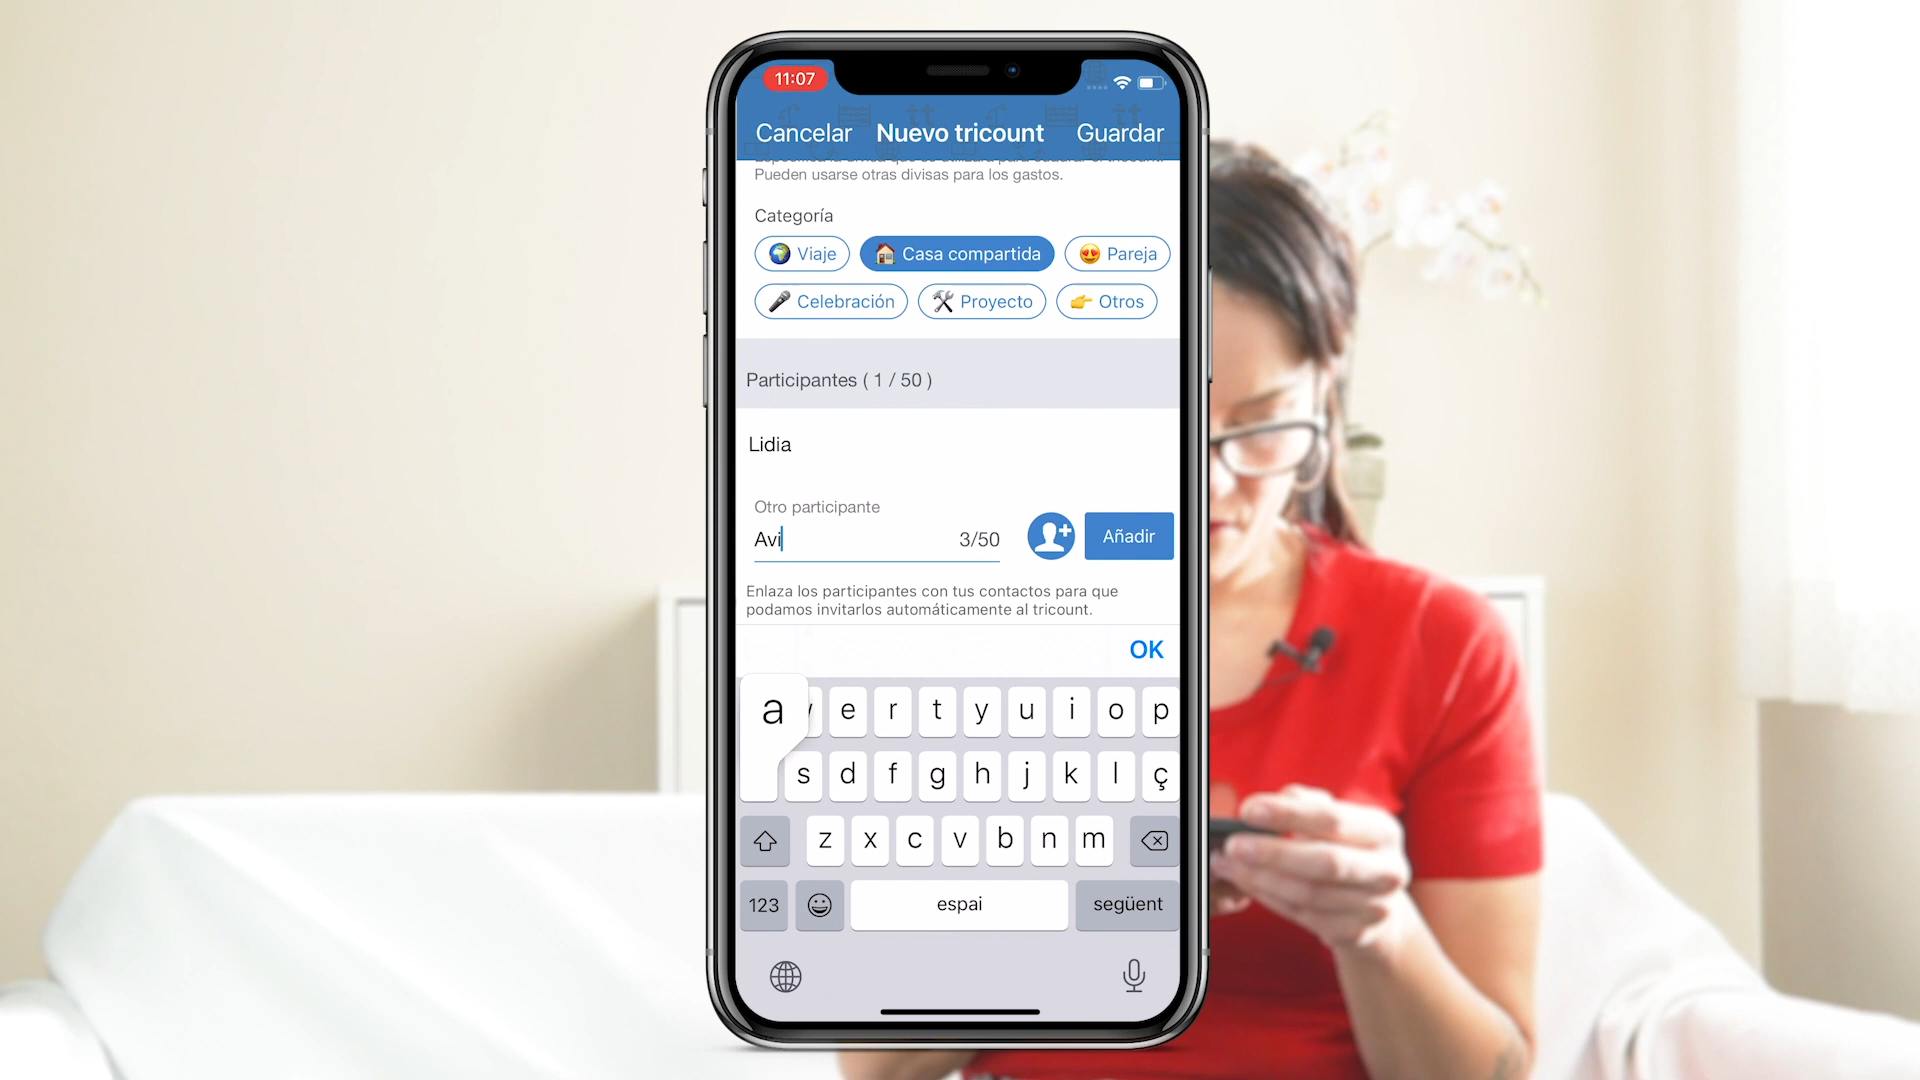 11:07
Cancelar Nuevo tricount Guardar
Pueden usarse otras divisas para los gastos.
Categoría
Viaje Casa compartida Pareja
Celebración Proyecto Otros
Participantes ( 1 / 50 )
Lidia
Otro participante
Avi 3/50 Añadir
Enlaza los participantes con tus contactos para que
podamos invitarlos automáticamente al tricount.
OK
a e r t y u i o p
s d f g h j k l ç
z x c v b n m
123 espai següent